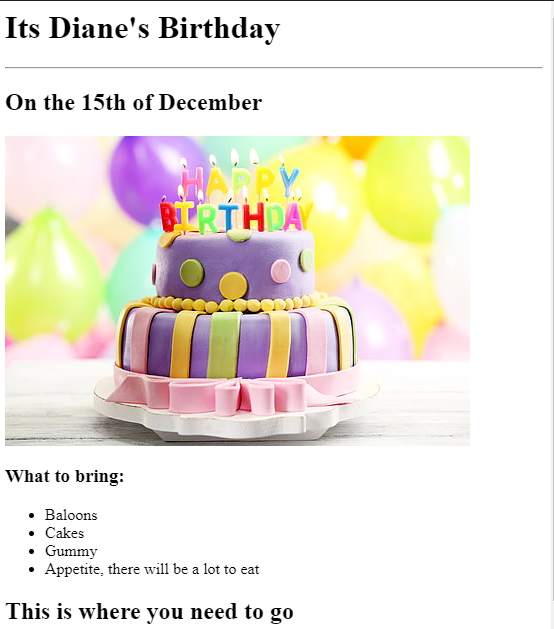 Its Diane's Birthday
On the 15th of December
HAPPY
BIRTHDAY
What to bring:
Baloons
Cakes
Gummy
Appetite, there will be a lot to eat
This is where you need to go